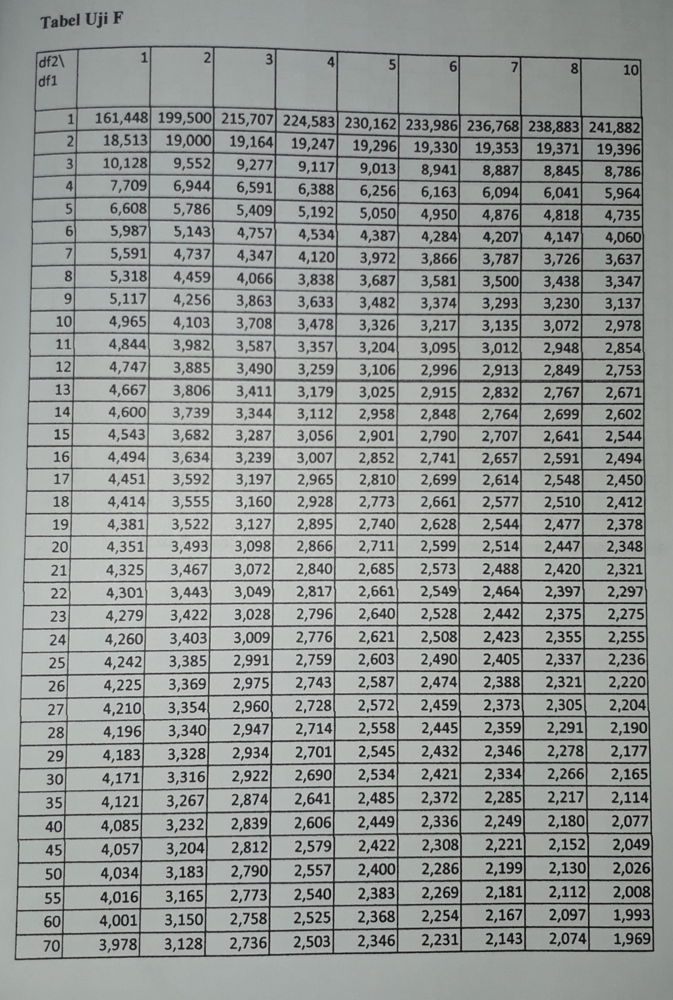 Tabel Uji F
df2\ 1 2 3 4 5 6 7 8 10
df1
1 161,448 199,500 215,707 224,583 230,162 233,986 236,768 238,883 241,882
2 18,513 19,000 19,164 19,247 19,296 19,330 19,353 19,371 19,396
3 10,128 9,552 9,277 9,117 9,013 8,941 8,887 8,845 8,786
4 7,709 6,944 6,591 6,388 6,256 6,163 6,094 6,041 5,964
5 6,608 5,786 5,409 5,192 5,050 4,950 4,876 4,818 4,735
6 5,987 5,143 4,757 4,534 4,387 4,284 4,207 4,147 4,060
7 5,591 4,737 4,347 4,120 3,972 3,866 3,787 3,726 3,637
8 5,318 4,459 4,066 3,838 3,687 3,581 3,500 3,438 3,347
9 5,117 4,256 3,863 3,633 3,482 3,374 3,293 3,230 3,137
10 4,965 4,103 3,708 3,478 3,326 3,217 3,135 3,072 2,978
11 4,844 3,982 3,587 3,357 3,204 3,095 3,012 2,948 2,854
12 4,747 3,885 3,490 3,259 3,106 2,996 2,913 2,849 2,753
13 4,667 3,806 3,411 3,179 3,025 2,915 2,832 2,767 2,671
14 4,600 3,739 3,344 3,112 2,958 2,848 2,764 2,699 2,602
15 4,543 3,682 3,287 3,056 2,901 2,790 2,707 2,641 2,544
16 4,494 3,634 3,239 3,007 2,852 2,741 2,657 2,591 2,494
17 4,451 3,592 3,197 2,965 2,810 2,699 2,614 2,548 2,450
18 4,414 3,555 3,160 2,928 2,773 2,661 2,577 2,510 2,412
19 4,381 3,522 3,127 2,895 2,740 2,628 2,544 2,477 2,378
20 4,351 3,493 3,098 2,866 2,711 2,599 2,514 2,447 2,348
21 4,325 3,467 3,072 2,840 2,685 2,573 2,488 2,420 2,321
22 4,301 3,443 3,049 2,817 2,661 2,549 2,464 2,397 2,297
23 4,279 3,422 3,028 2,796 2,640 2,528 2,442 2,375 2,275
24 4,260 3,403 3,009 2,776 2,621 2,508 2,423 2,355 2,255
25 4,242 3,385 2,991 2,759 2,603 2,490 2,405 2,337 2,236
26 4,225 3,369 2,975 2,743 2,587 2,474 2,388 2,321 2,220
27 4,210 3,354 2,960 2,728 2,572 2,459 2,373 2,305 2,204
28 4,196 3,340 2,947 2,714 2,558 2,445 2,359 2,291 2,190
29 4,183 3,328 2,934 2,701 2,545 2,432 2,346 2,278 2,177
30 4,171 3,316 2,922 2,690 2,534 2,421 2,334 2,266 2,165
35 4,121 3,267 2,874 2,641 2,485 2,372 2,285 2,217 2,114
40 4,085 3,232 2,839 2,606 2,449 2,336 2,249 2,180 2,077
45 4,057 3,204 2,812 2,579 2,422 2,308 2,221 2,152 2,049
50 4,034 3,183 2,790 2,557 2,400 2,286 2,199 2,130 2,026
55 4,016 3,165 2,773 2,540 2,383 2,269 2,181 2,112 2,008
60 4,001 3,150 2,758 2,525 2,368 2,254 2,167 2,097 1,993
70 3,978 3,128 2,736 2,503 2,346 2,231 2,143 2,074 1,969